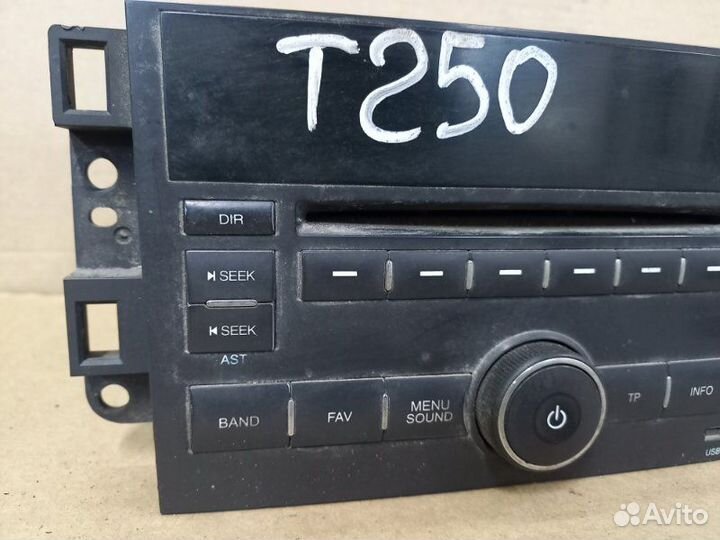 T250
DIR
SEEK
SEEK
AST
BAND
FAV
MENU
SOUND
TP
INFO
USB
Avito